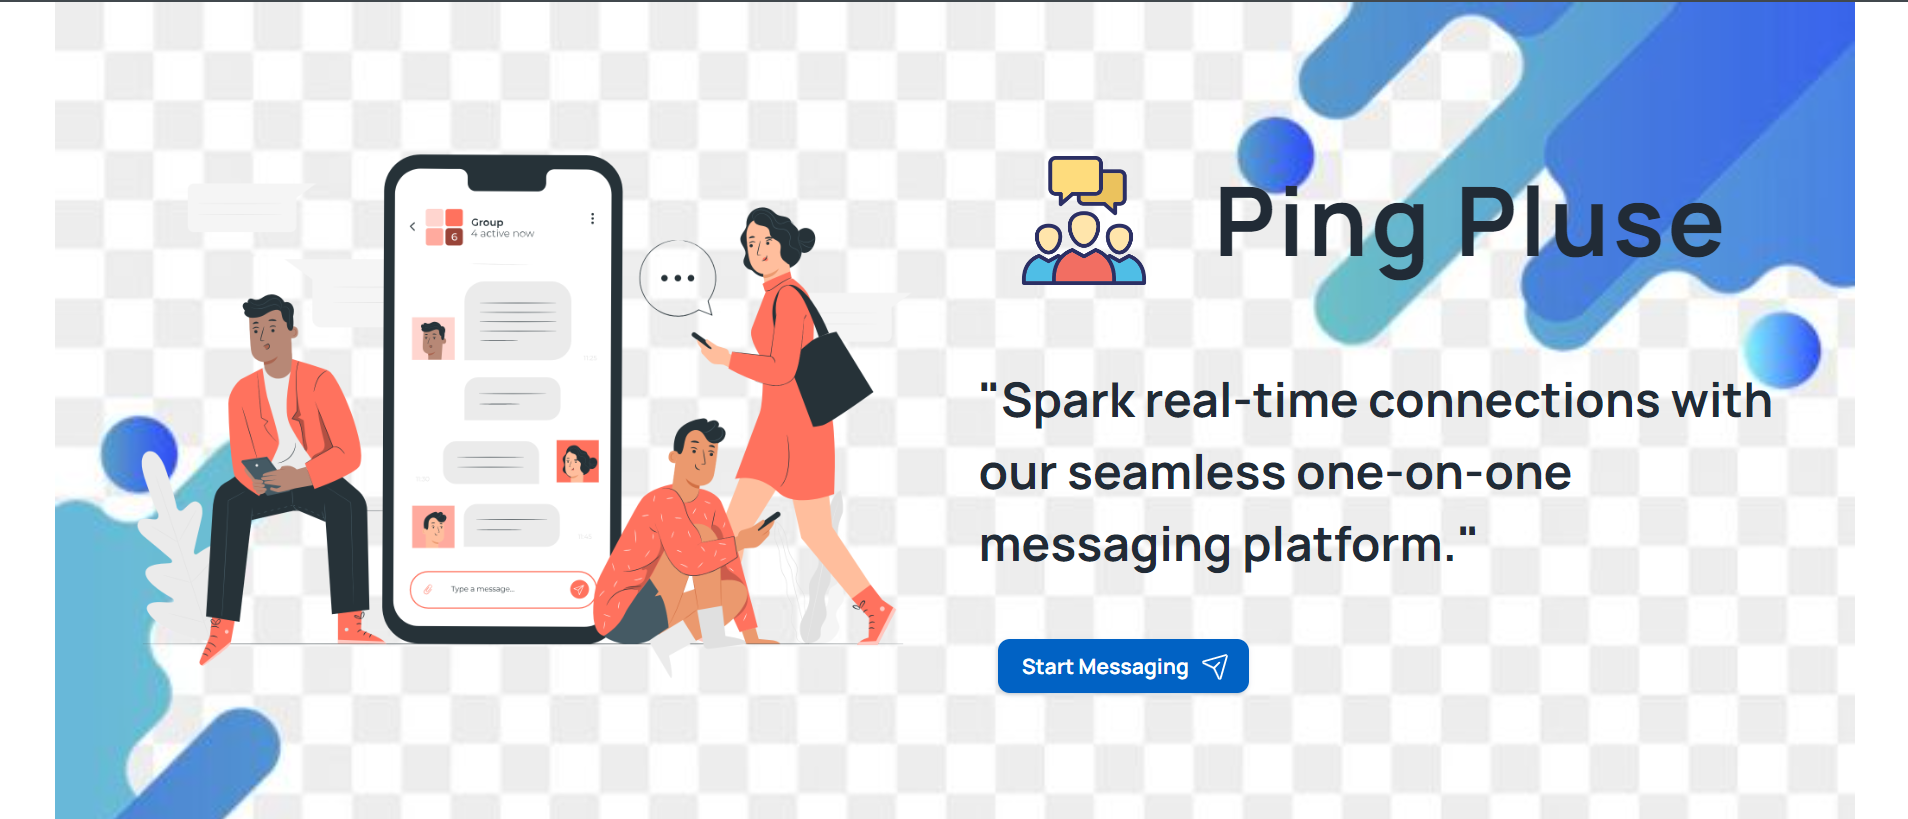 Group
4 active now
6
Type a message...
Ping Pluse
"Spark real-time connections with
our seamless one-on-one
messaging platform."
Start Messaging